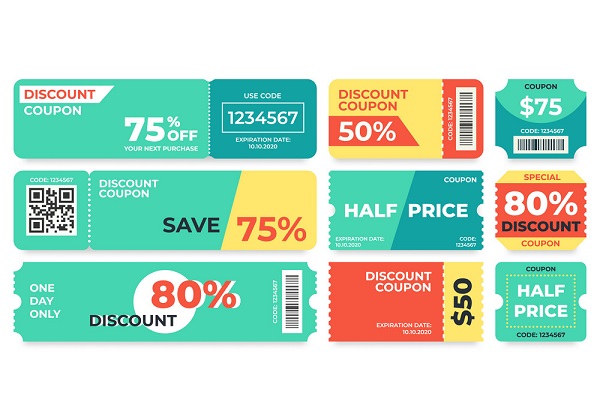 DISCOUNT
COUPON
75% OFF
YOUR NEXT PURCHASE
USE CODE
1234567
EXPIRATION DATE:
10.10.2020
DISCOUNT
COUPON
50%
CODE: 1234567
COUPON
$75
CODE: 1234567
CODE: 1234567
DISCOUNT
COUPON
SAVE 75%
COUPON
HALF PRICE
EXPIRATION DATE:
10.10.2020
CODE:
1234567
SPECIAL
80%
DISCOUNT
COUPON
ONE
DAY
ONLY
80%
DISCOUNT
CODE: 1234567
DISCOUNT
COUPON
EXPIRATION DATE:
10.10.2020
$50
COUPON
HALF
PRICE
CODE: 1234567